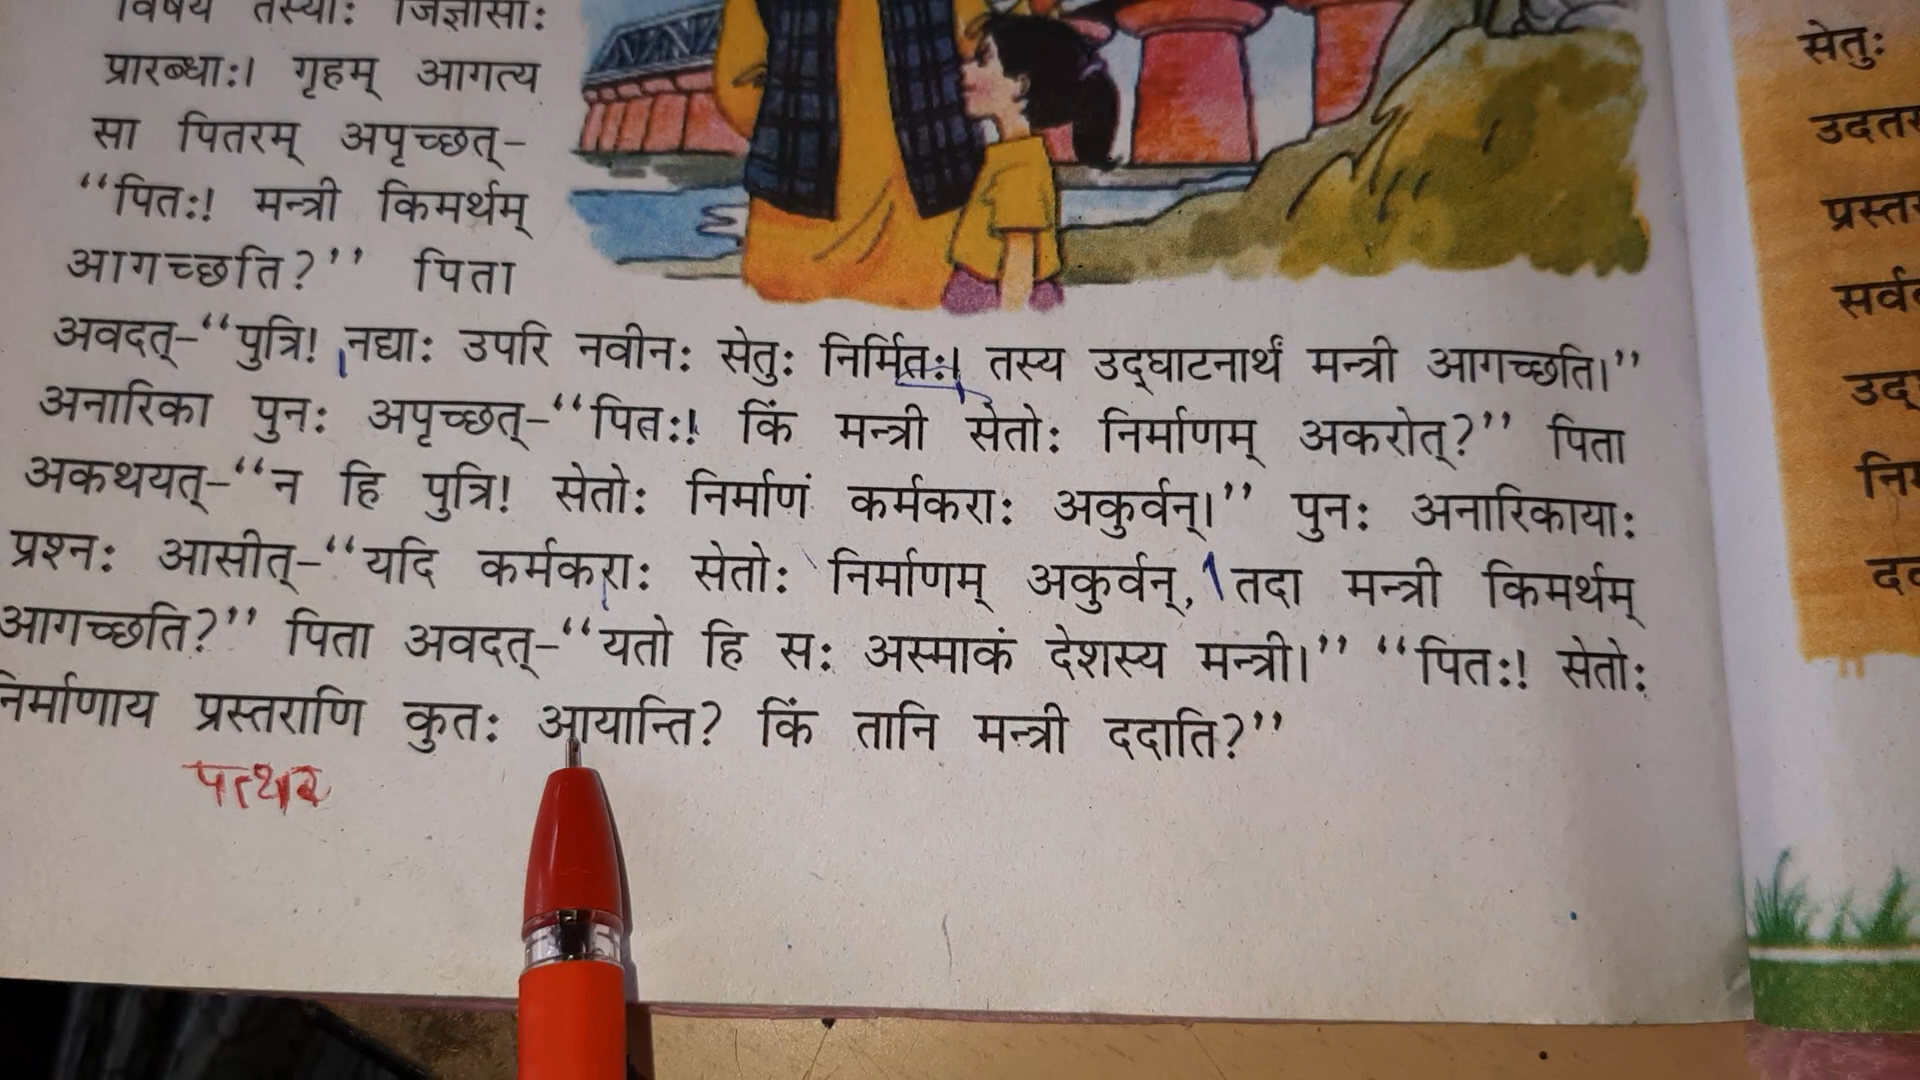 विषये तस्याः जिज्ञासाः
प्रारब्धाः। गृहम् आगत्य
सा पितरम् अपृच्छत्–
“पितः! मन्त्री किमर्थम्
आगच्छति?” पिता
अवदत्–“पुत्रि! नद्याः उपरि नवीनः सेतुः निर्मितः। तस्य उद्घाटनार्थं मन्त्री आगच्छति।”
अनारिका पुनः अपृच्छत्–“पितः! किं मन्त्री सेतोः निर्माणम् अकरोत्?” पिता
अकथयत्–“न हि पुत्रि! सेतोः निर्माणं कर्मकराः अकुर्वन्।” पुनः अनारिकायाः
प्रश्नः आसीत्–“यदि कर्मकराः सेतोः निर्माणम् अकुर्वन्, तदा मन्त्री किमर्थम्
आगच्छति?” पिता अवदत्–“यतो हि सः अस्माकं देशस्य मन्त्री।” “पितः! सेतोः
निर्माणाय प्रस्तराणि कुतः आयान्ति? किं तानि मन्त्री ददाति?”
पत्थर
सेतुः